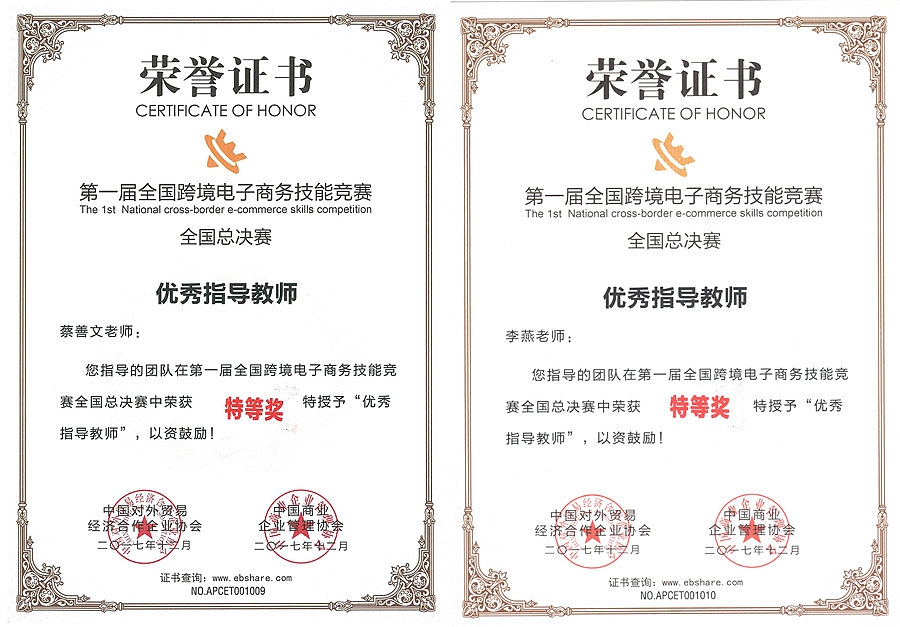 荣誉证书
CERTIFICATE OF HONOR
第一届全国跨境电子商务技能竞赛
The 1st National cross-border e-commerce skills competition
全国总决赛
优秀指导教师
蔡善文老师：
您指导的团队在第一届全国跨境电子商务技能竞
赛全国总决赛中荣获 特等奖 特授予“优秀
指导教师”，以资鼓励！
中国对外贸易
经济合作企业协会
二〇一七年十二月
中国商业
企业管理协会
二〇一七年十二月
证书查询：www.ebshare.com
NO.APCET001009
荣誉证书
CERTIFICATE OF HONOR
第一届全国跨境电子商务技能竞赛
The 1st National cross-border e-commerce skills competition
全国总决赛
优秀指导教师
李燕老师：
您指导的团队在第一届全国跨境电子商务技能竞
赛全国总决赛中荣获 特等奖 特授予“优秀
指导教师”，以资鼓励！
中国对外贸易
经济合作企业协会
二〇一七年十二月
中国商业
企业管理协会
二〇一七年十二月
证书查询：www.ebshare.com
NO.APCET001010